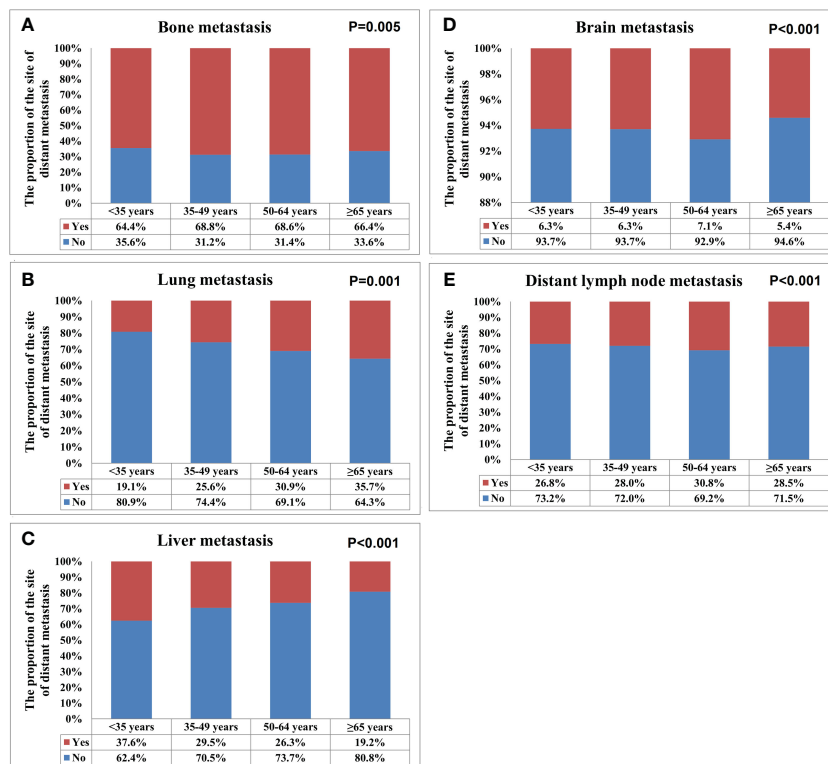 A
Bone metastasis
P=0.005
The proportion of the site of
distant metastasis
100%
90%
80%
70%
60%
50%
40%
30%
20%
10%
0%
<35 years 35-49 years 50-64 years ≥65 years
Yes 64.4% 68.8% 68.6% 66.4%
No 35.6% 31.2% 31.4% 33.6%
B
Lung metastasis
P=0.001
The proportion of the site
of distant metastasis
100%
90%
80%
70%
60%
50%
40%
30%
20%
10%
0%
<35 years 35-49 years 50-64 years ≥65 years
Yes 19.1% 25.6% 30.9% 35.7%
No 80.9% 74.4% 69.1% 64.3%
C
Liver metastasis
P<0.001
The proportion of the site
of distant metastasis
100%
90%
80%
70%
60%
50%
40%
30%
20%
10%
0%
<35 years 35-49 years 50-64 years ≥65 years
Yes 37.6% 29.5% 26.3% 19.2%
No 62.4% 70.5% 73.7% 80.8%
D
Brain metastasis
P<0.001
The proportion of the site of
distant metastasis
100%
98%
96%
94%
92%
90%
88%
<35 years 35-49 years 50-64 years ≥65 years
Yes 6.3% 6.3% 7.1% 5.4%
No 93.7% 93.7% 92.9% 94.6%
E
Distant lymph node metastasis
P<0.001
The proportion of the site
of distant metastasis
100%
90%
80%
70%
60%
50%
40%
30%
20%
10%
0%
<35 years 35-49 years 50-64 years ≥65 years
Yes 26.8% 28.0% 30.8% 28.5%
No 73.2% 72.0% 69.2% 71.5%